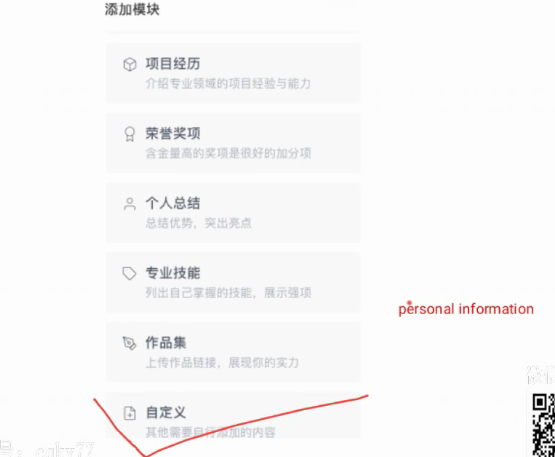 添加模块
项目经历
介绍专业领域的项目经验与能力
荣誉奖项
含金量高的奖项是很好的加分项
个人总结
总结优势，突出亮点
专业技能
列出自己掌握的技能，展示强项
personal information
作品集
上传作品链接，展现你的实力
自定义
其他需要自行添加的内容